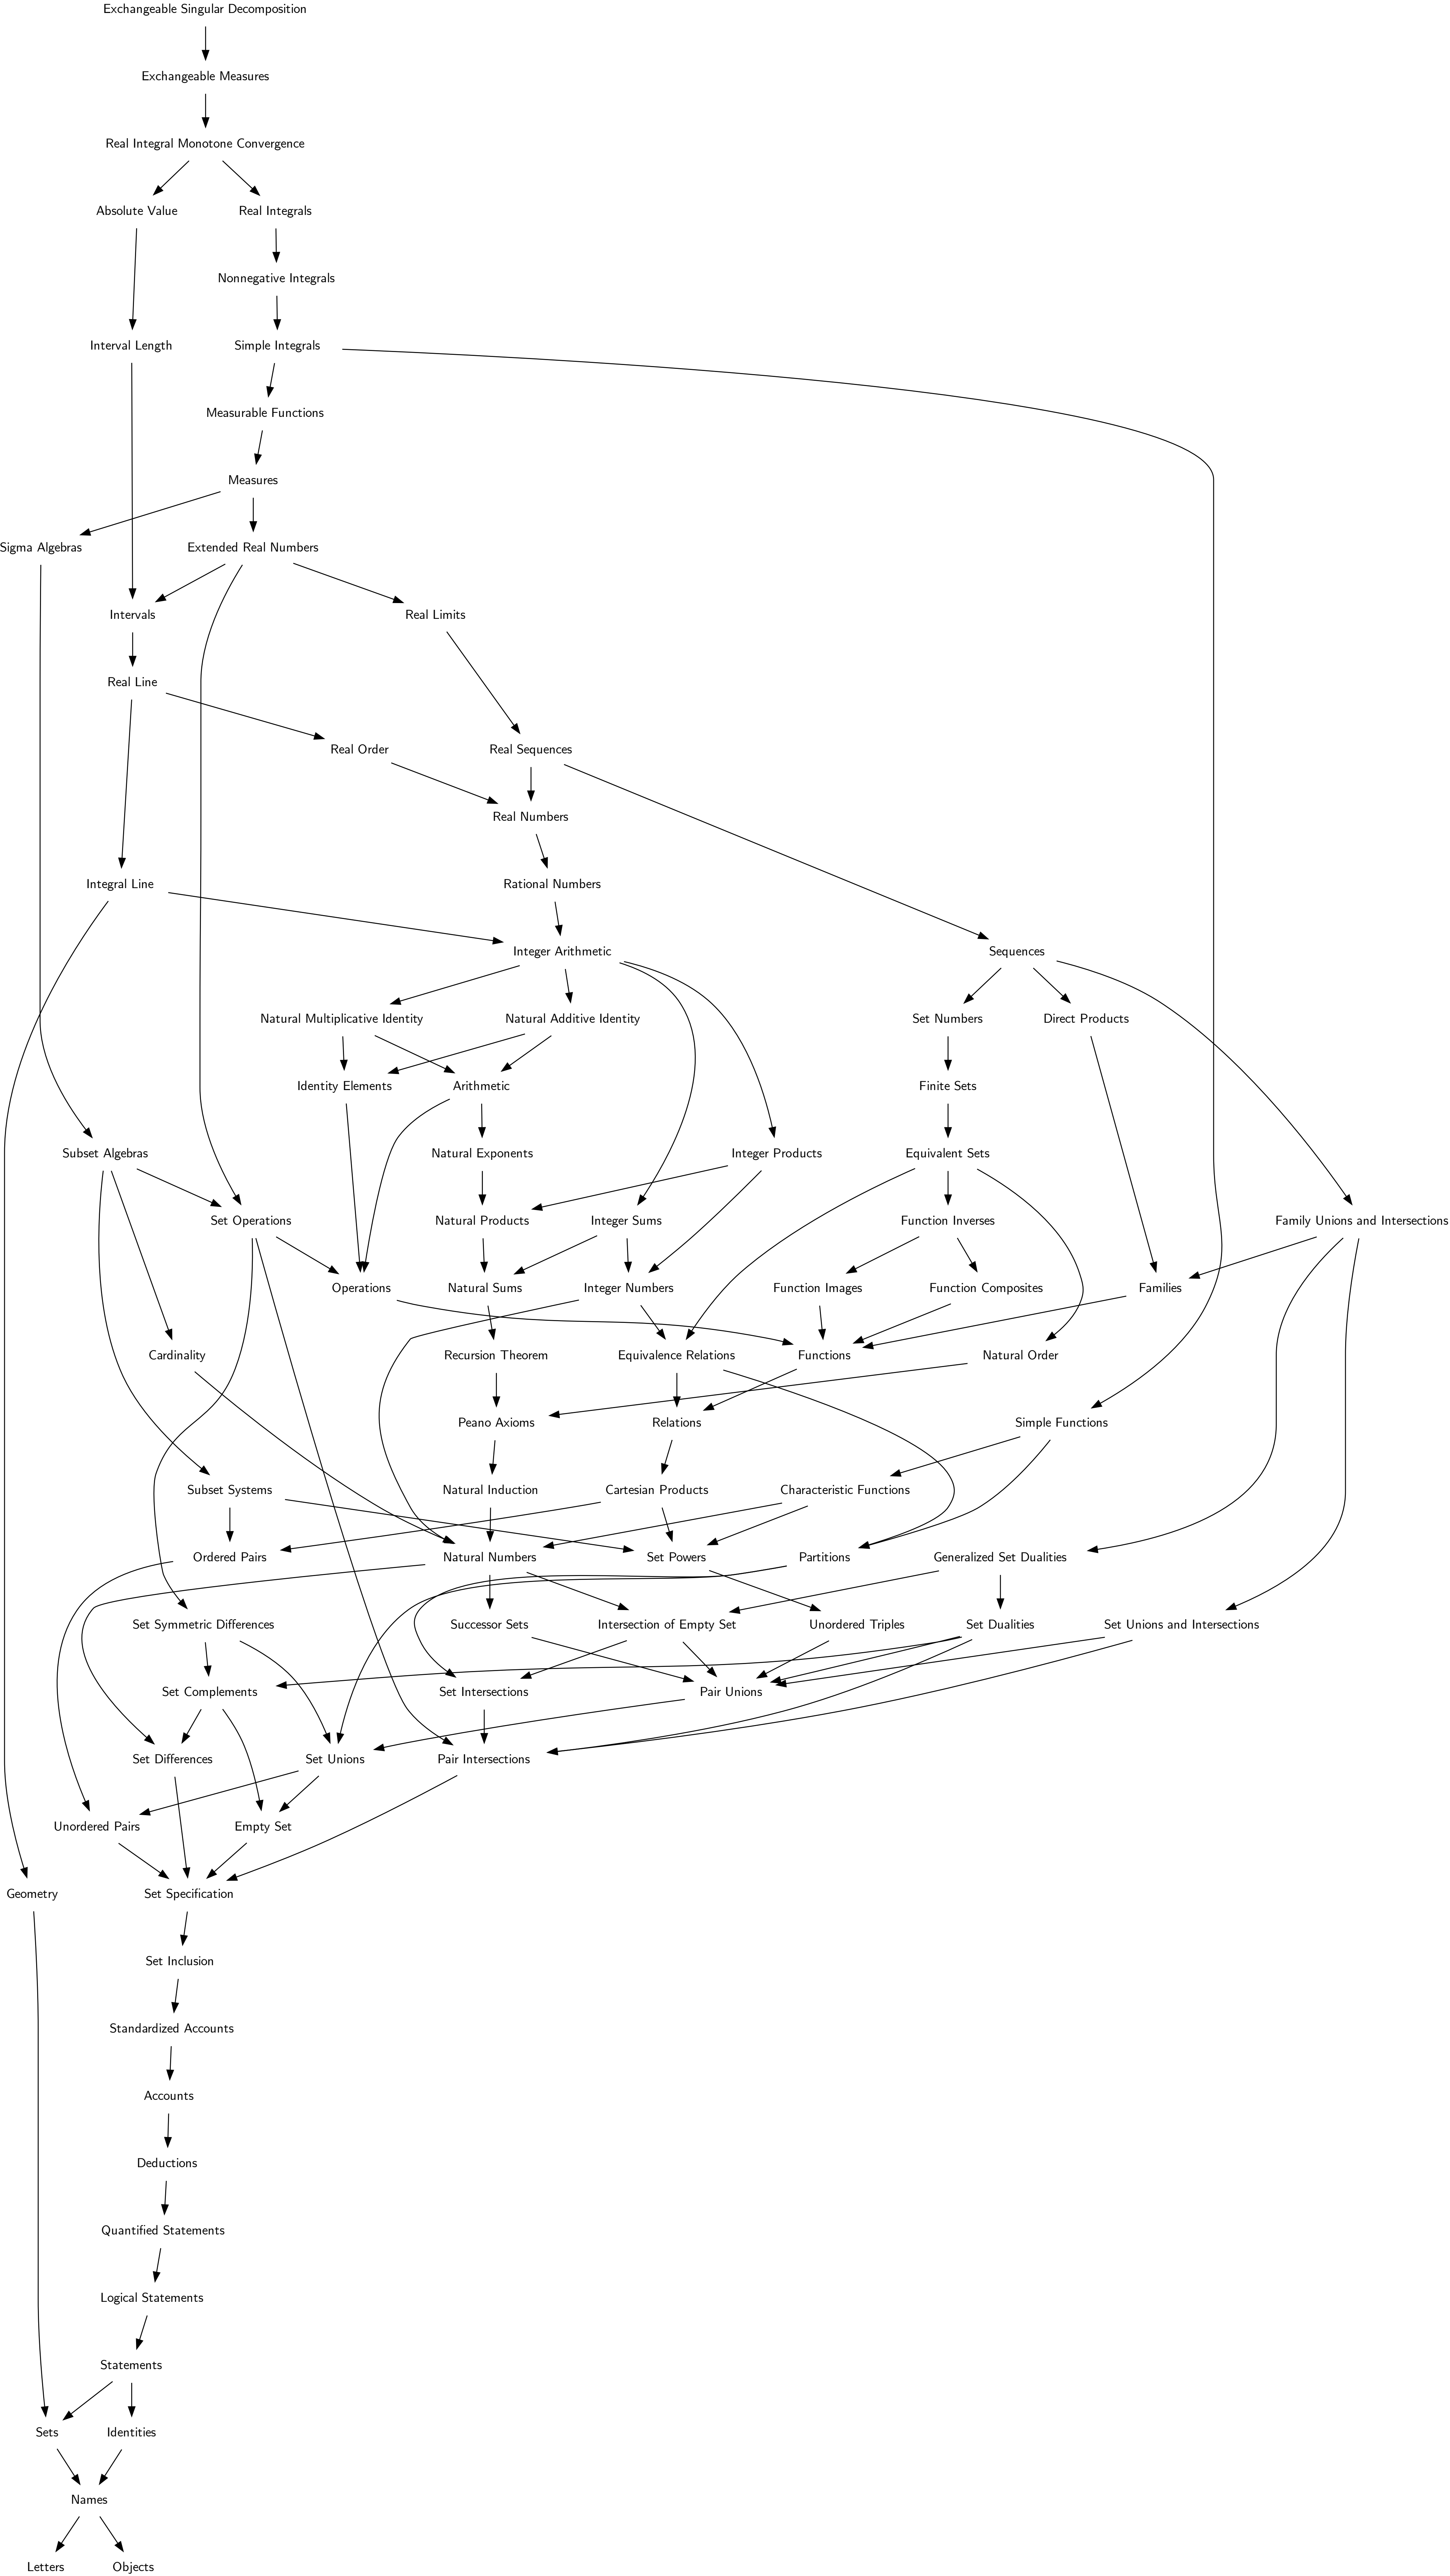 Exchangeable Singular Decomposition
Exchangeable Measures
Real Integral Monotone Convergence
Absolute Value
Real Integrals
Nonnegative Integrals
Interval Length
Simple Integrals
Measurable Functions
Measures
Sigma Algebras
Extended Real Numbers
Intervals
Real Limits
Real Line
Real Order
Real Sequences
Real Numbers
Integral Line
Rational Numbers
Integer Arithmetic
Sequences
Natural Multiplicative Identity
Natural Additive Identity
Set Numbers
Direct Products
Identity Elements
Arithmetic
Finite Sets
Subset Algebras
Natural Exponents
Integer Products
Equivalent Sets
Set Operations
Natural Products
Integer Sums
Function Inverses
Family Unions and Intersections
Operations
Natural Sums
Integer Numbers
Function Images
Function Composites
Families
Cardinality
Recursion Theorem
Equivalence Relations
Functions
Natural Order
Peano Axioms
Relations
Simple Functions
Subset Systems
Natural Induction
Cartesian Products
Characteristic Functions
Ordered Pairs
Natural Numbers
Set Powers
Partitions
Generalized Set Dualities
Set Symmetric Differences
Successor Sets
Intersection of Empty Set
Unordered Triples
Set Dualities
Set Unions and Intersections
Set Complements
Set Intersections
Pair Unions
Set Differences
Set Unions
Pair Intersections
Unordered Pairs
Empty Set
Geometry
Set Specification
Set Inclusion
Standardized Accounts
Accounts
Deductions
Quantified Statements
Logical Statements
Statements
Sets
Identities
Names
Letters
Objects